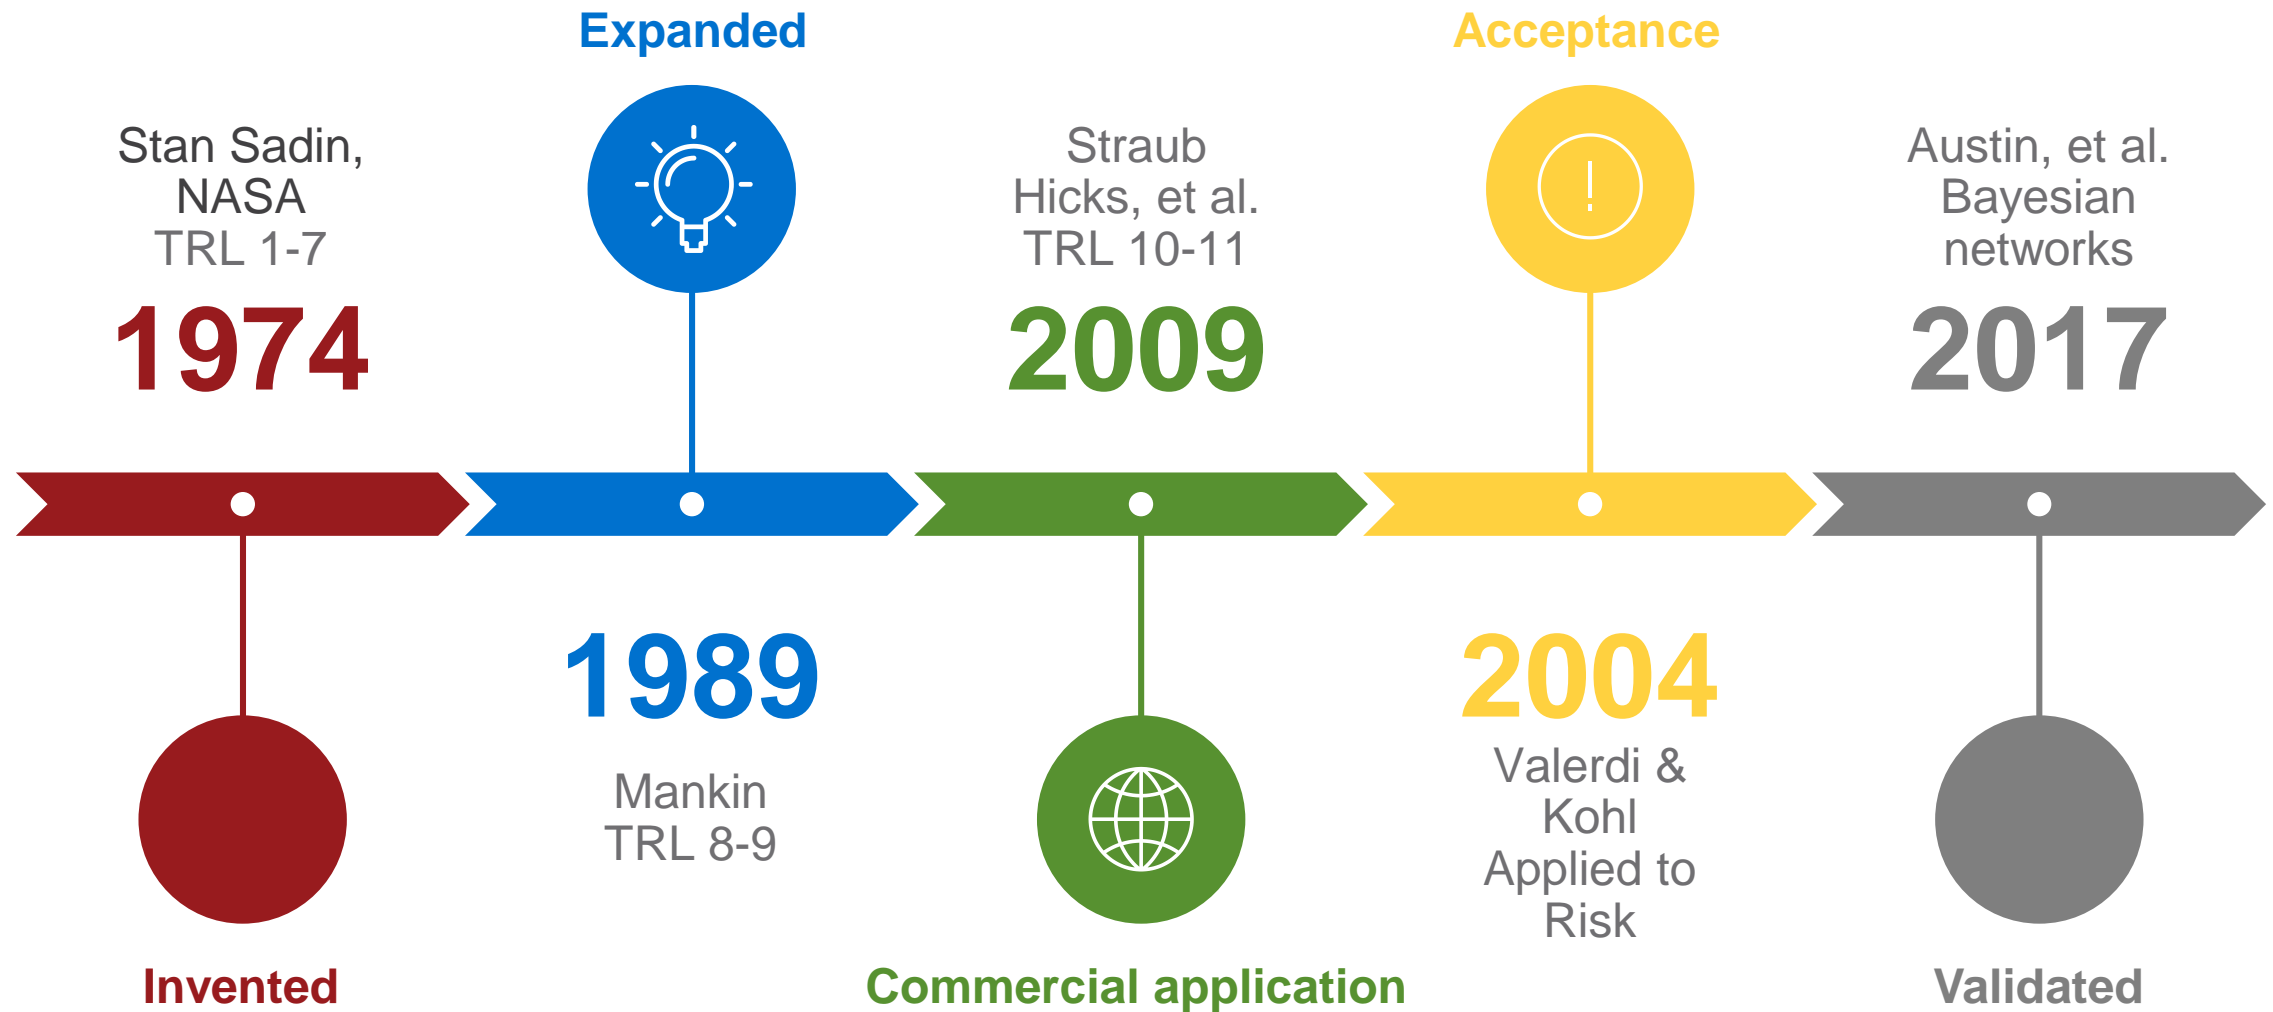 Stan Sadin,
NASA
TRL 1-7
1974
Invented
Expanded
1989
Mankin
TRL 8-9
Straub
Hicks, et al.
TRL 10-11
2009
Commercial application
Acceptance
2004
Valerdi &
Kohl
Applied to
Risk
Austin, et al.
Bayesian
networks
2017
Validated